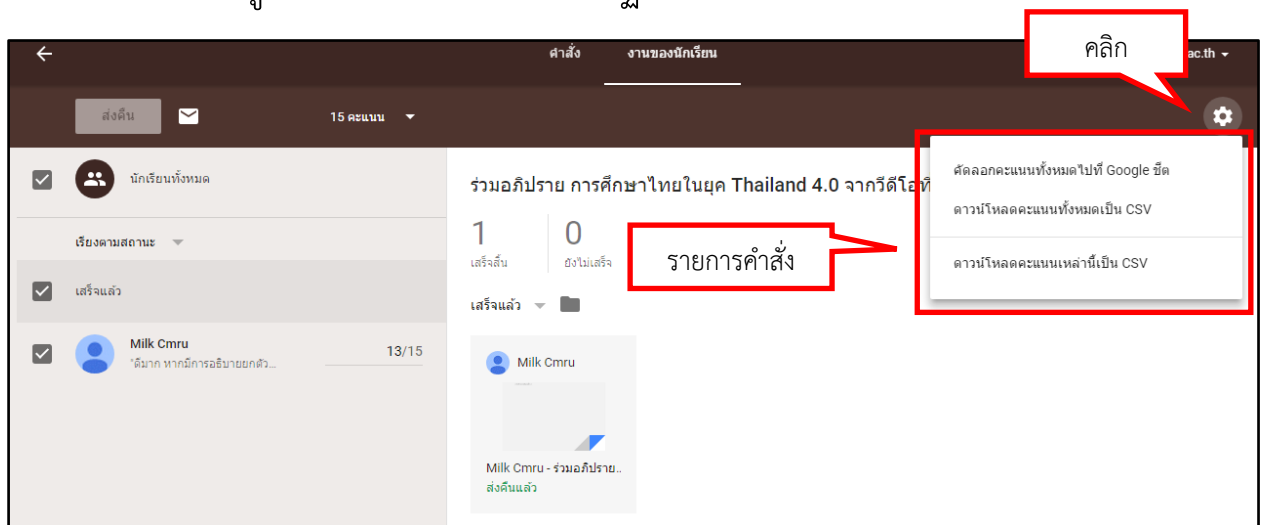 คำสั่ง งานของนักเรียน ac.th
คลิก
ส่งคืน 15 คะแนน
นักเรียนทั้งหมด
เรียงตามสถานะ
เสร็จแล้ว
Milk Cmru
"ดีมาก หากมีการอธิบายยกตัว...
13/15
ร่วมอภิปราย การศึกษาไทยในยุค Thailand 4.0 จากวีดีโอที่
1 0
เสร็จสิ้น ยังไม่เสร็จ
เสร็จแล้ว
Milk Cmru
Milk Cmru - ร่วมอภิปราย..
ส่งคืนแล้ว
รายการคำสั่ง
คัดลอกคะแนนทั้งหมดไปที่ Google ชีต
ดาวน์โหลดคะแนนทั้งหมดเป็น CSV
ดาวน์โหลดคะแนนเหล่านี้เป็น CSV